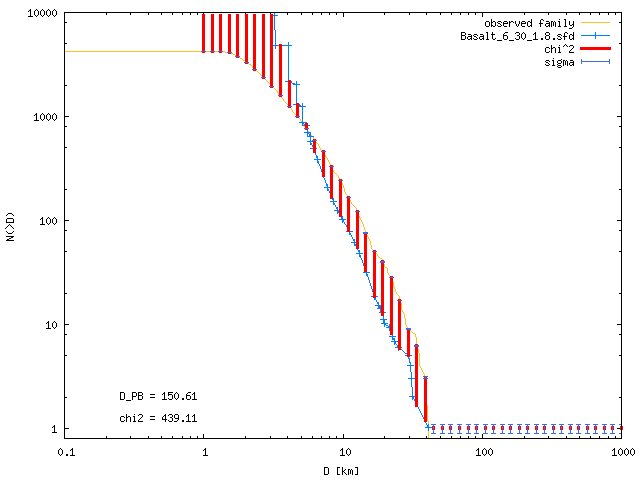 10000
1000
100
10
1
N(>D)
observed family
Basalt_6_30_1.8.sfd
chi^2
sigma
D_PB = 150.61
chi2 = 439.11
0.1 1 10 100 1000
D [km]